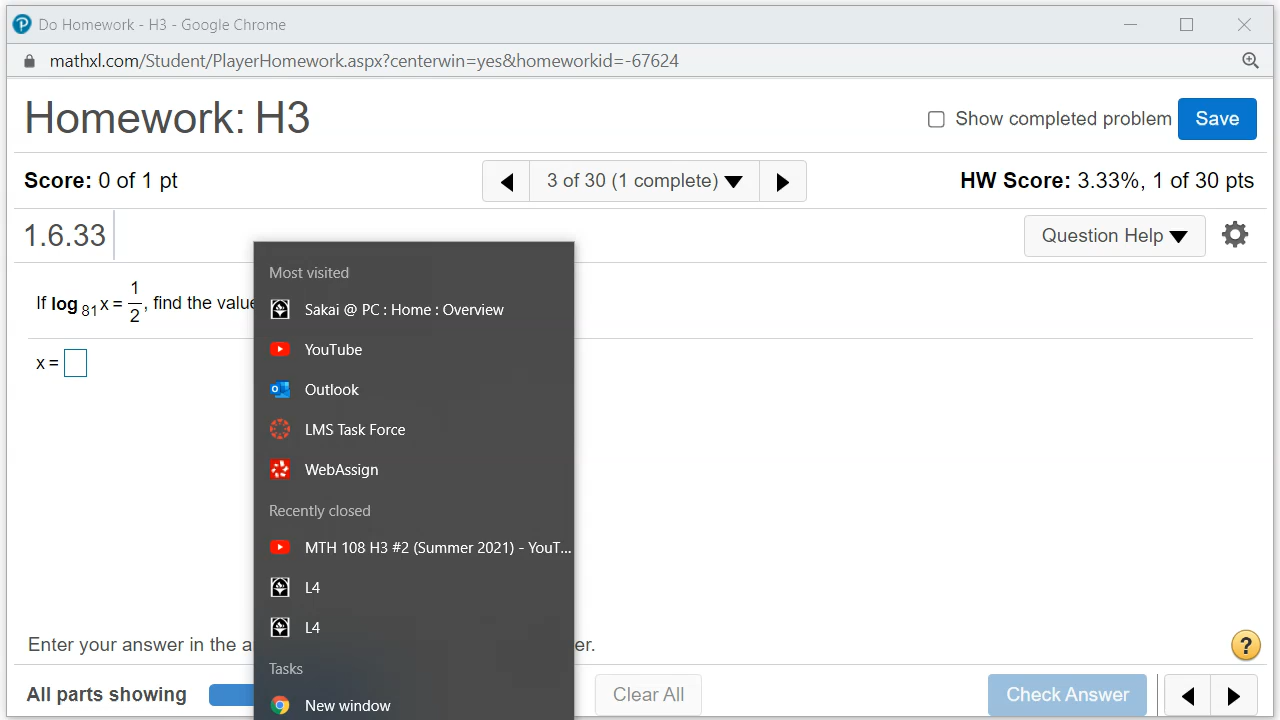 Do Homework - H3 - Google Chrome
mathxl.com/Student/PlayerHomework.aspx?centerwin=yes&homeworkid=-67624
Homework: H3
Show completed problem
Save
Score: 0 of 1 pt
3 of 30 (1 complete)
HW Score: 3.33%, 1 of 30 pts
1.6.33
Question Help
If log 81 x = 1/2, find the value
x =
Most visited
Sakai @ PC : Home : Overview
YouTube
Outlook
LMS Task Force
WebAssign
Recently closed
MTH 108 H3 #2 (Summer 2021) - YouT...
L4
L4
Tasks
New window
Enter your answer in the a
er.
?
All parts showing
Clear All
Check Answer